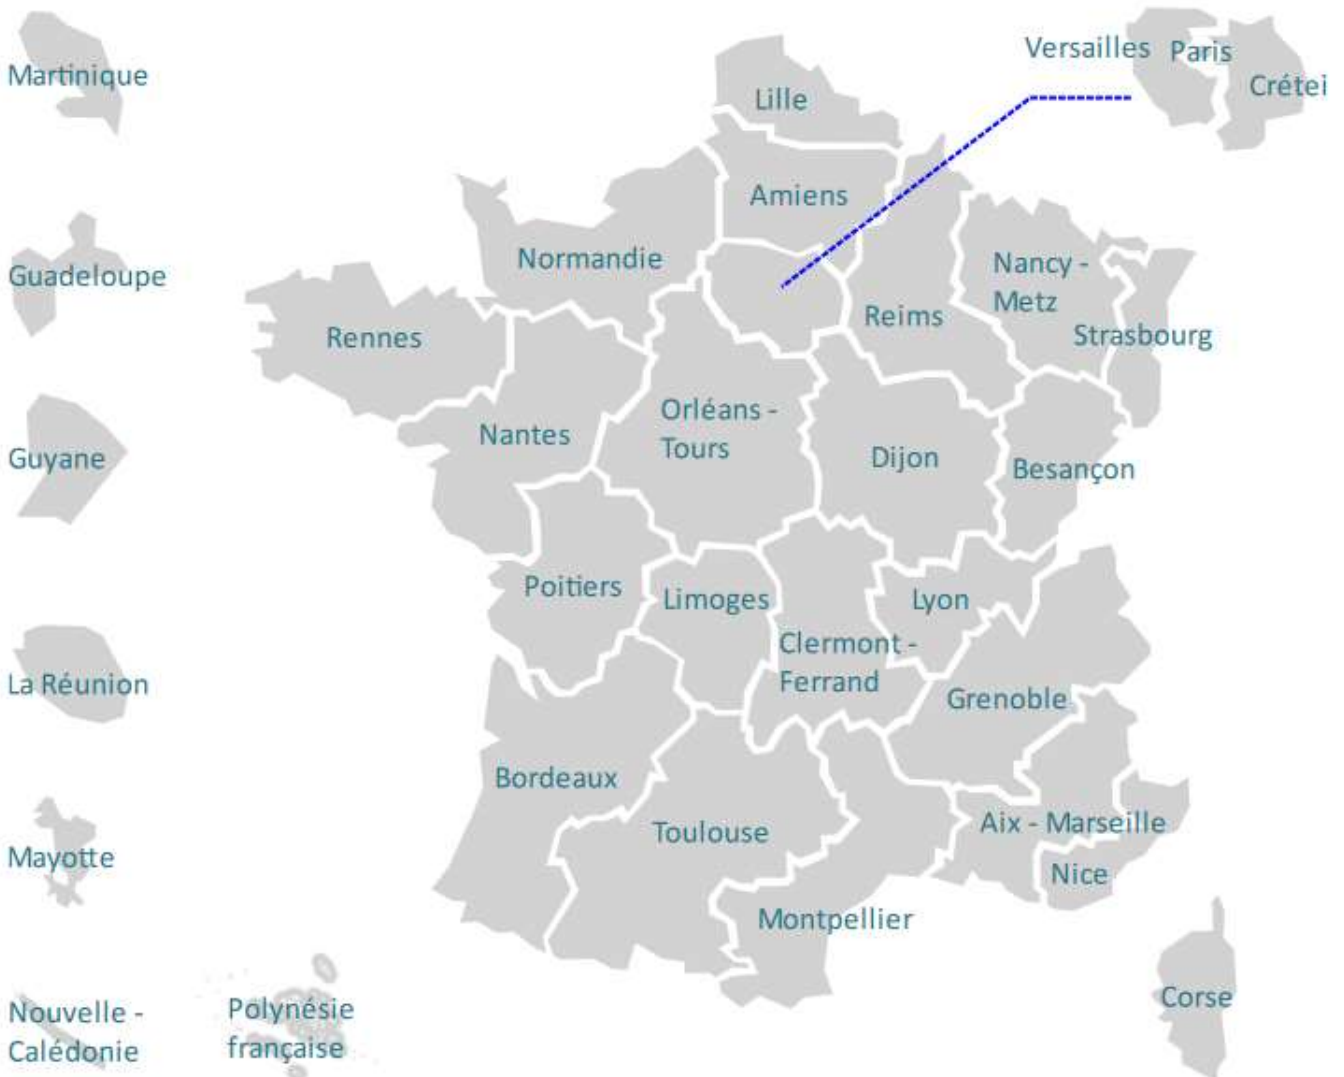 Martinique
Versailles
Paris
Crétei
Lille
Amiens
Normandie
Guadeloupe
Nancy -
Metz
Reims
Rennes
Strasbourg
Orléans -
Tours
Nantes
Guyane
Dijon
Besançon
Poitiers
Limoges
Lyon
Clermont -
Ferrand
La Réunion
Grenoble
Bordeaux
Toulouse
Aix - Marseille
Mayotte
Nice
Montpellier
Corse
Nouvelle -
Calédonie
Polynésie
française